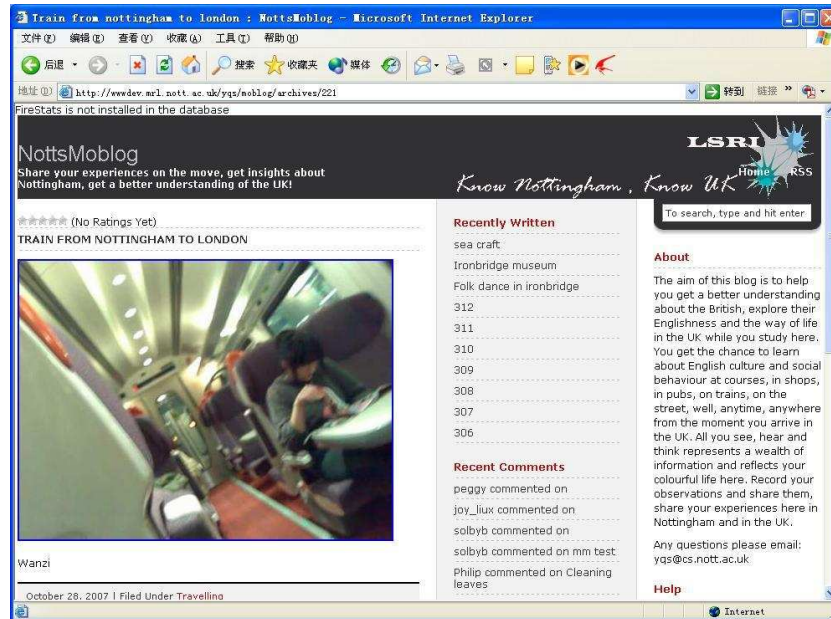 Train from nottingham to london : NottsMoblog - Microsoft Internet Explorer
文件(F) 编辑(E) 查看(V) 收藏(A) 工具(T) 帮助(H)
后退 搜索 收藏夹 媒体
地址(D) http://wwwdev.mrl.nott.ac.uk/yqs/moblog/archives/221 转到 链接 »
FireStats is not installed in the database
NottsMoblog
Share your experiences on the move, get insights about
Nottingham, get a better understanding of the UK!
Know Nottingham, Know UK
LSRI
Home RSS
To search, type and hit enter
(No Ratings Yet)
TRAIN FROM NOTTINGHAM TO LONDON
Wanzi
October 28, 2007 | Filed Under Travelling
Recently Written
sea craft
Ironbridge museum
Folk dance in ironbridge
312
311
310
309
308
307
306
Recent Comments
peggy commented on
joy_liux commented on
solbyb commented on
solbyb commented on mm test
Philip commented on Cleaning
leaves
About
The aim of this blog is to help
you get a better understanding
about the British, explore their
Englishness and the way of life
in the UK while you study here.
You get the chance to learn
about English culture and social
behaviour at courses, in shops,
in pubs, on trains, on the
street, well, anytime, anywhere
from the moment you arrive in
the UK. All you see, hear and
think represents a wealth of
information and reflects your
colourful life here. Record your
observations and share them,
share your experiences here in
Nottingham and in the UK.
Any questions please email:
yqs@cs.nott.ac.uk
Help
Internet